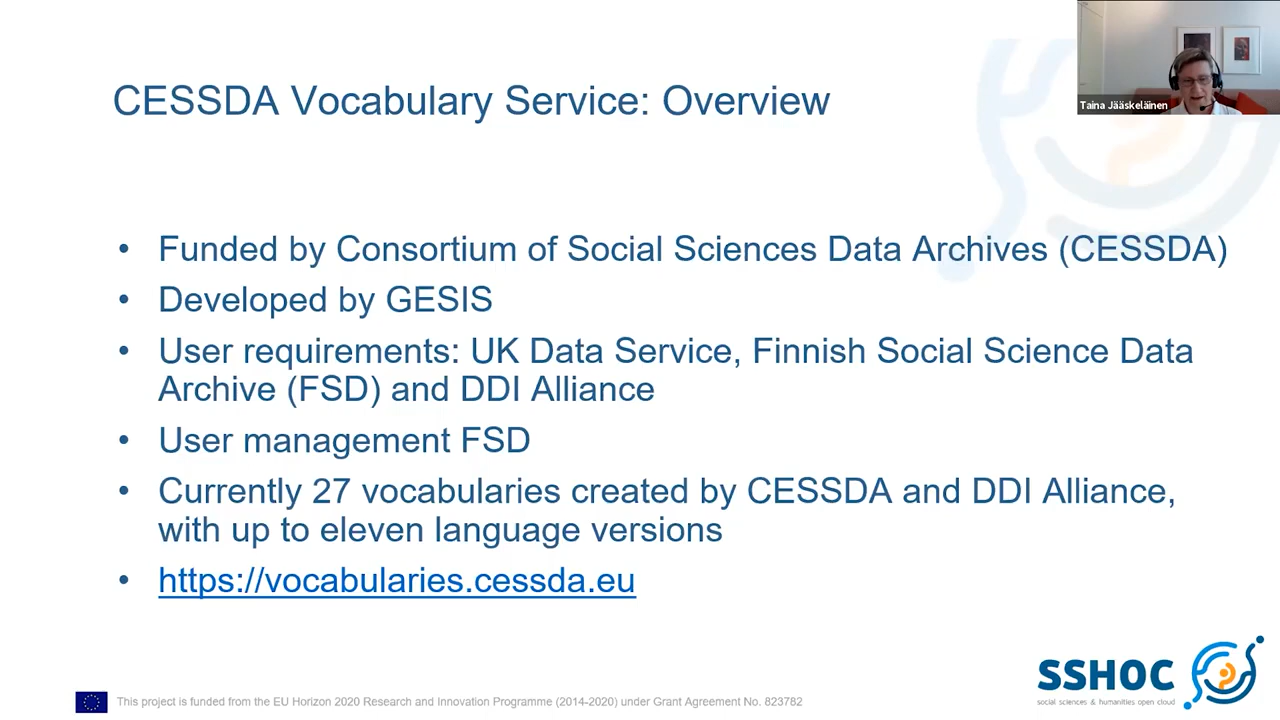 CESSDA Vocabulary Service: Overview
Taina Jääskeläinen
• Funded by Consortium of Social Sciences Data Archives (CESSDA)
• Developed by GESIS
• User requirements: UK Data Service, Finnish Social Science Data
Archive (FSD) and DDI Alliance
• User management FSD
• Currently 27 vocabularies created by CESSDA and DDI Alliance,
with up to eleven language versions
• https://vocabularies.cessda.eu
SSHOC
social sciences & humanities open cloud
This project is funded from the EU Horizon 2020 Research and Innovation Programme (2014-2020) under Grant Agreement No. 823782